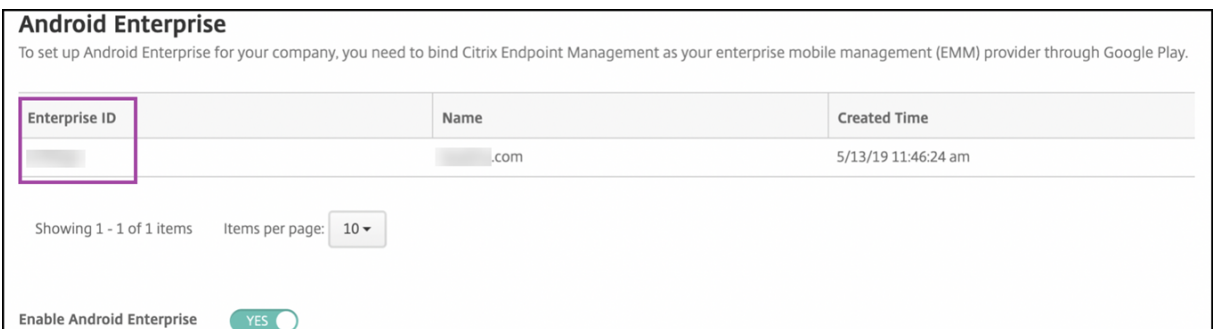 Android Enterprise
To set up Android Enterprise for your company, you need to bind Citrix Endpoint Management as your enterprise mobile management (EMM) provider through Google Play.
Enterprise ID Name Created Time
.com 5/13/19 11:46:24 am
Showing 1 - 1 of 1 items Items per page: 10
Enable Android Enterprise YES